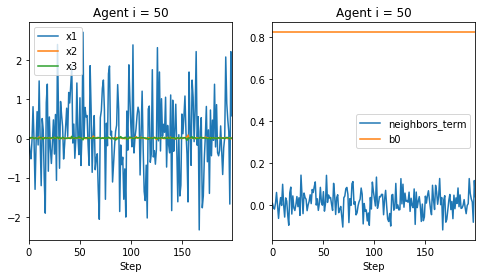 Agent i = 50
x1
x2
x3
2
1
0
−1
−2
0
50
100
150
Step
Agent i = 50
neighbors_term
b0
0.8
0.6
0.4
0.2
0.0
0
50
100
150
Step